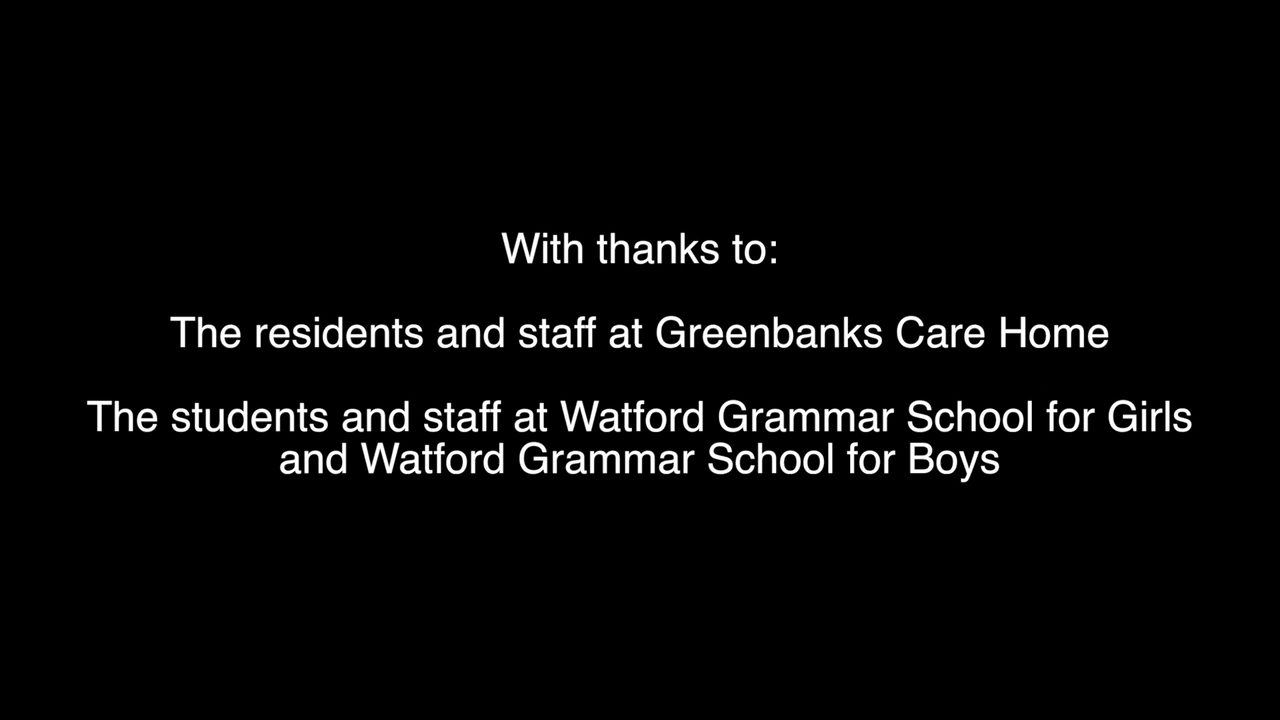 With thanks to:
The residents and staff at Greenbanks Care Home
The students and staff at Watford Grammar School for Girls
and Watford Grammar School for Boys